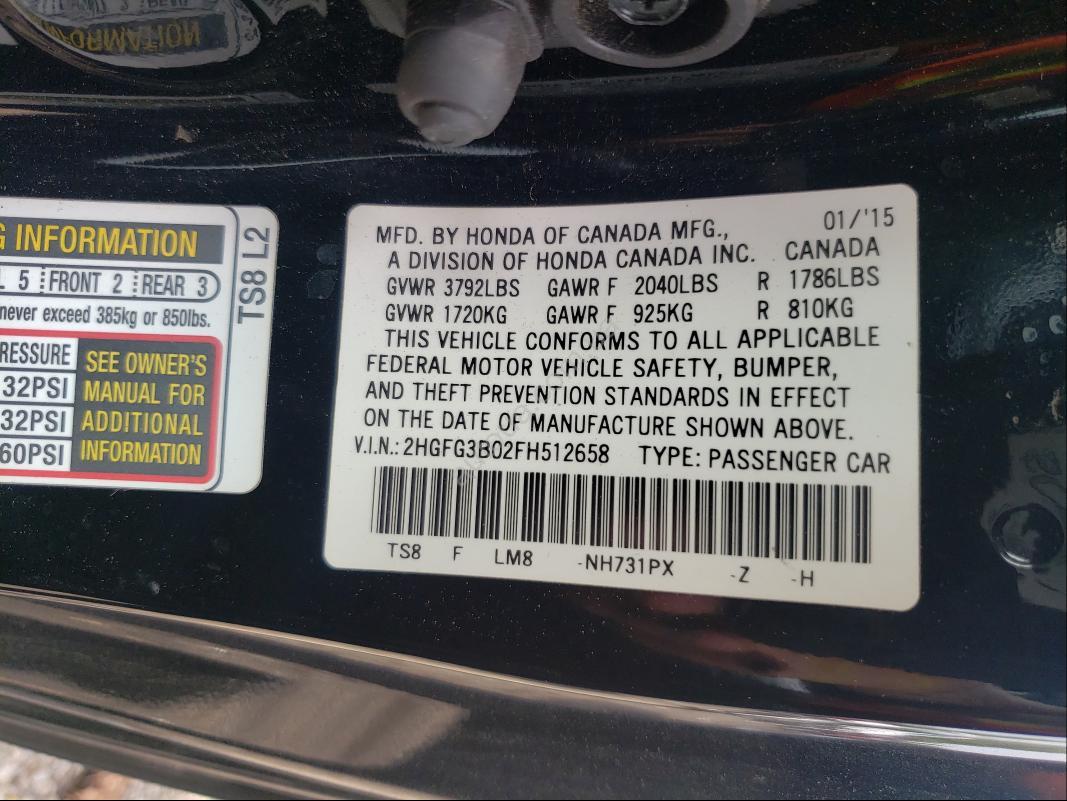 G INFORMATION
L 5 FRONT 2 REAR 3
never exceed 385kg or 850lbs.
RESSURE
32PSI
32PSI
60PSI
SEE OWNER'S
MANUAL FOR
ADDITIONAL
INFORMATION
TS8 L2
01/'15
MFD. BY HONDA OF CANADA MFG.,
A DIVISION OF HONDA CANADA INC. CANADA
GVWR 3792LBS GAWR F 2040LBS R 1786LBS
GVWR 1720KG GAWR F 925KG R 810KG
THIS VEHICLE CONFORMS TO ALL APPLICABLE
FEDERAL MOTOR VEHICLE SAFETY, BUMPER,
AND THEFT PREVENTION STANDARDS IN EFFECT
ON THE DATE OF MANUFACTURE SHOWN ABOVE.
V.I.N.: 2HGFG3B02FH512658 TYPE: PASSENGER CAR
TS8 F LM8 -NH731PX -Z -H